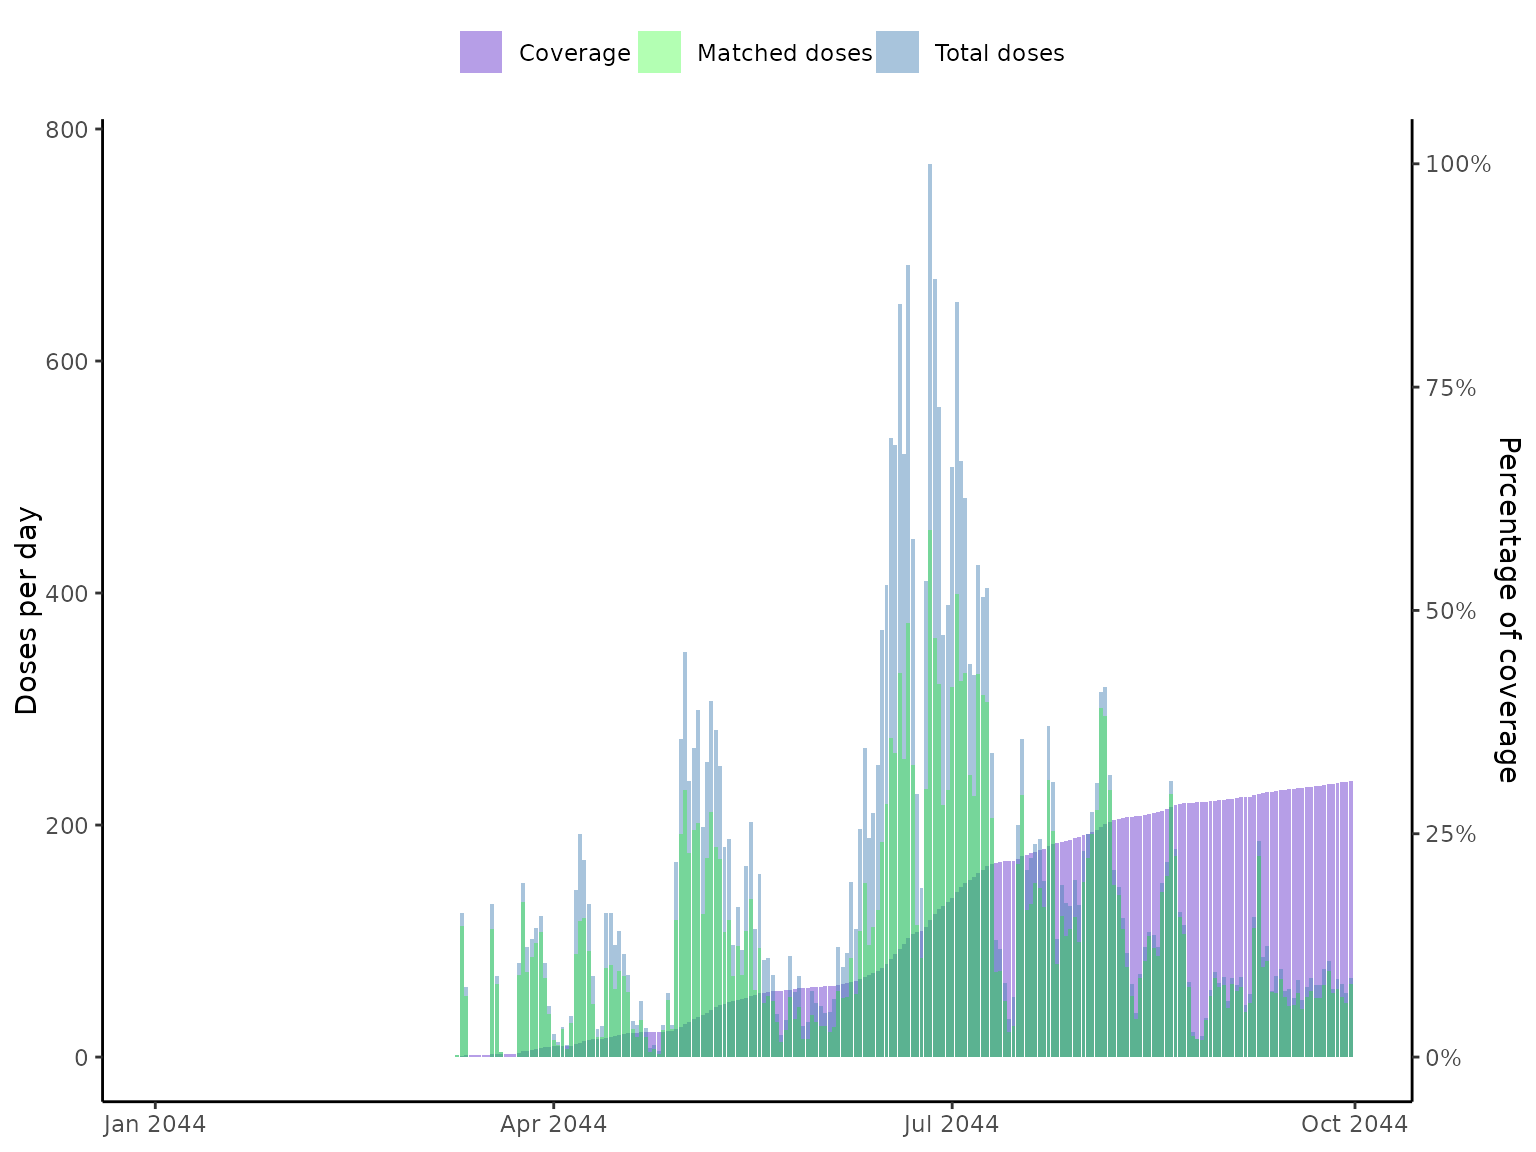 Coverage Matched doses Total doses
800
600
400
200
0
Doses per day
100%
75%
50%
25%
0%
Percentage of coverage
Jan 2044 Apr 2044 Jul 2044 Oct 2044